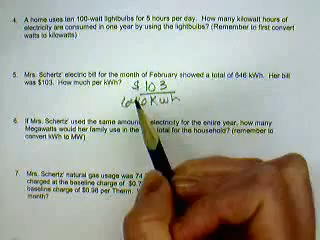 4. A home uses ten 100-watt lightbulbs for 5 hours per day. How many kilowatt hours of
electricity are consumed in one year by using the lightbulbs? (Remember to first convert
watts to kilowatts)
5. Mrs. Schertz' electric bill for the month of February showed a total of 646 kWh. Her bill
was $103. How much per kWh?
$103
kwh
6. If Mrs. Schertz used the same amount electricity for the entire year, how many
Megawatts would her family use in the total for the household? (remember to
convert kWh to MW)
7. Mrs. Schertz' natural gas usage was 74
charged at the baseline charge of $0.7
baseline charge of $0.96 per Therm.
month?